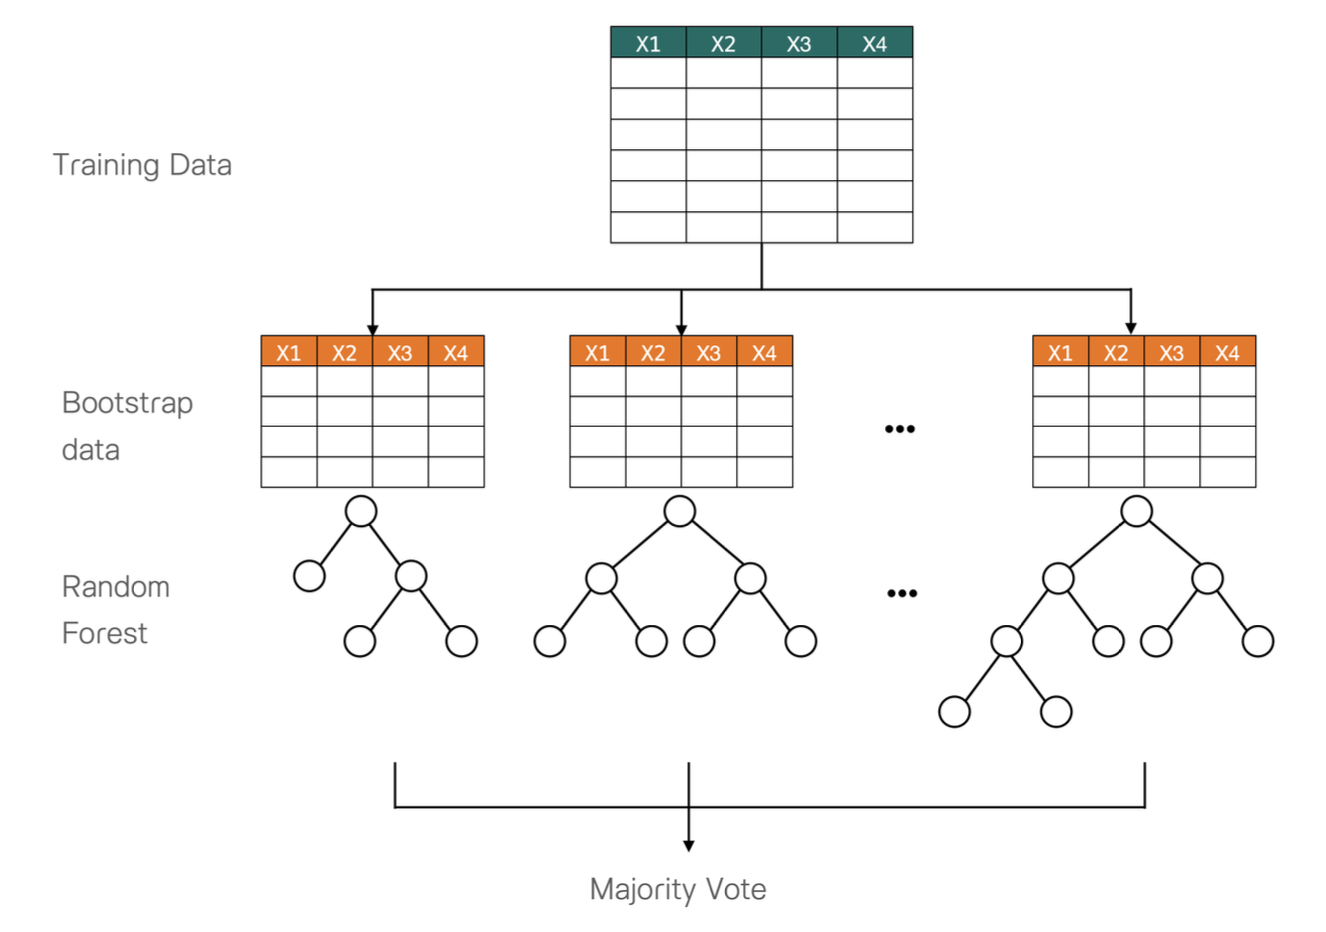 X1 X2 X3 X4
Training Data
X1 X2 X3 X4 X1 X2 X3 X4 X1 X2 X3 X4
Bootstrap
data
...
Random
Forest
...
Majority Vote